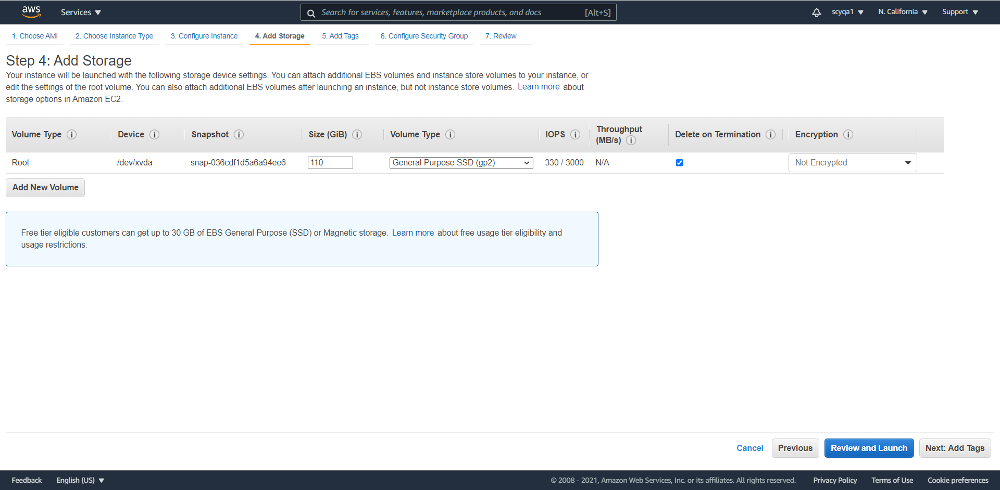 aws
Services
Search for services, features, marketplace products, and docs [Alt+S]
scyqa1
N. California
Support
1. Choose AMI
2. Choose Instance Type
3. Configure Instance
4. Add Storage
5. Add Tags
6. Configure Security Group
7. Review
Step 4: Add Storage
Your instance will be launched with the following storage device settings. You can attach additional EBS volumes and instance store volumes to your instance, or
edit the settings of the root volume. You can also attach additional EBS volumes after launching an instance, but not instance store volumes. Learn more about
storage options in Amazon EC2.
Volume Type i
Device i
Snapshot i
Size (GiB) i
Volume Type i
IOPS i
Throughput
(MB/s) i
Delete on Termination i
Encryption i
Root
/dev/xvda
snap-036cdf1d5a6a94ee6
110
General Purpose SSD (gp2)
330 / 3000
N/A
Not Encrypted
Add New Volume
Free tier eligible customers can get up to 30 GB of EBS General Purpose (SSD) or Magnetic storage. Learn more about free usage tier eligibility and
usage restrictions.
Cancel
Previous
Review and Launch
Next: Add Tags
Feedback
English (US)
© 2008 - 2021, Amazon Web Services, Inc. or its affiliates. All rights reserved.
Privacy Policy
Terms of Use
Cookie preferences